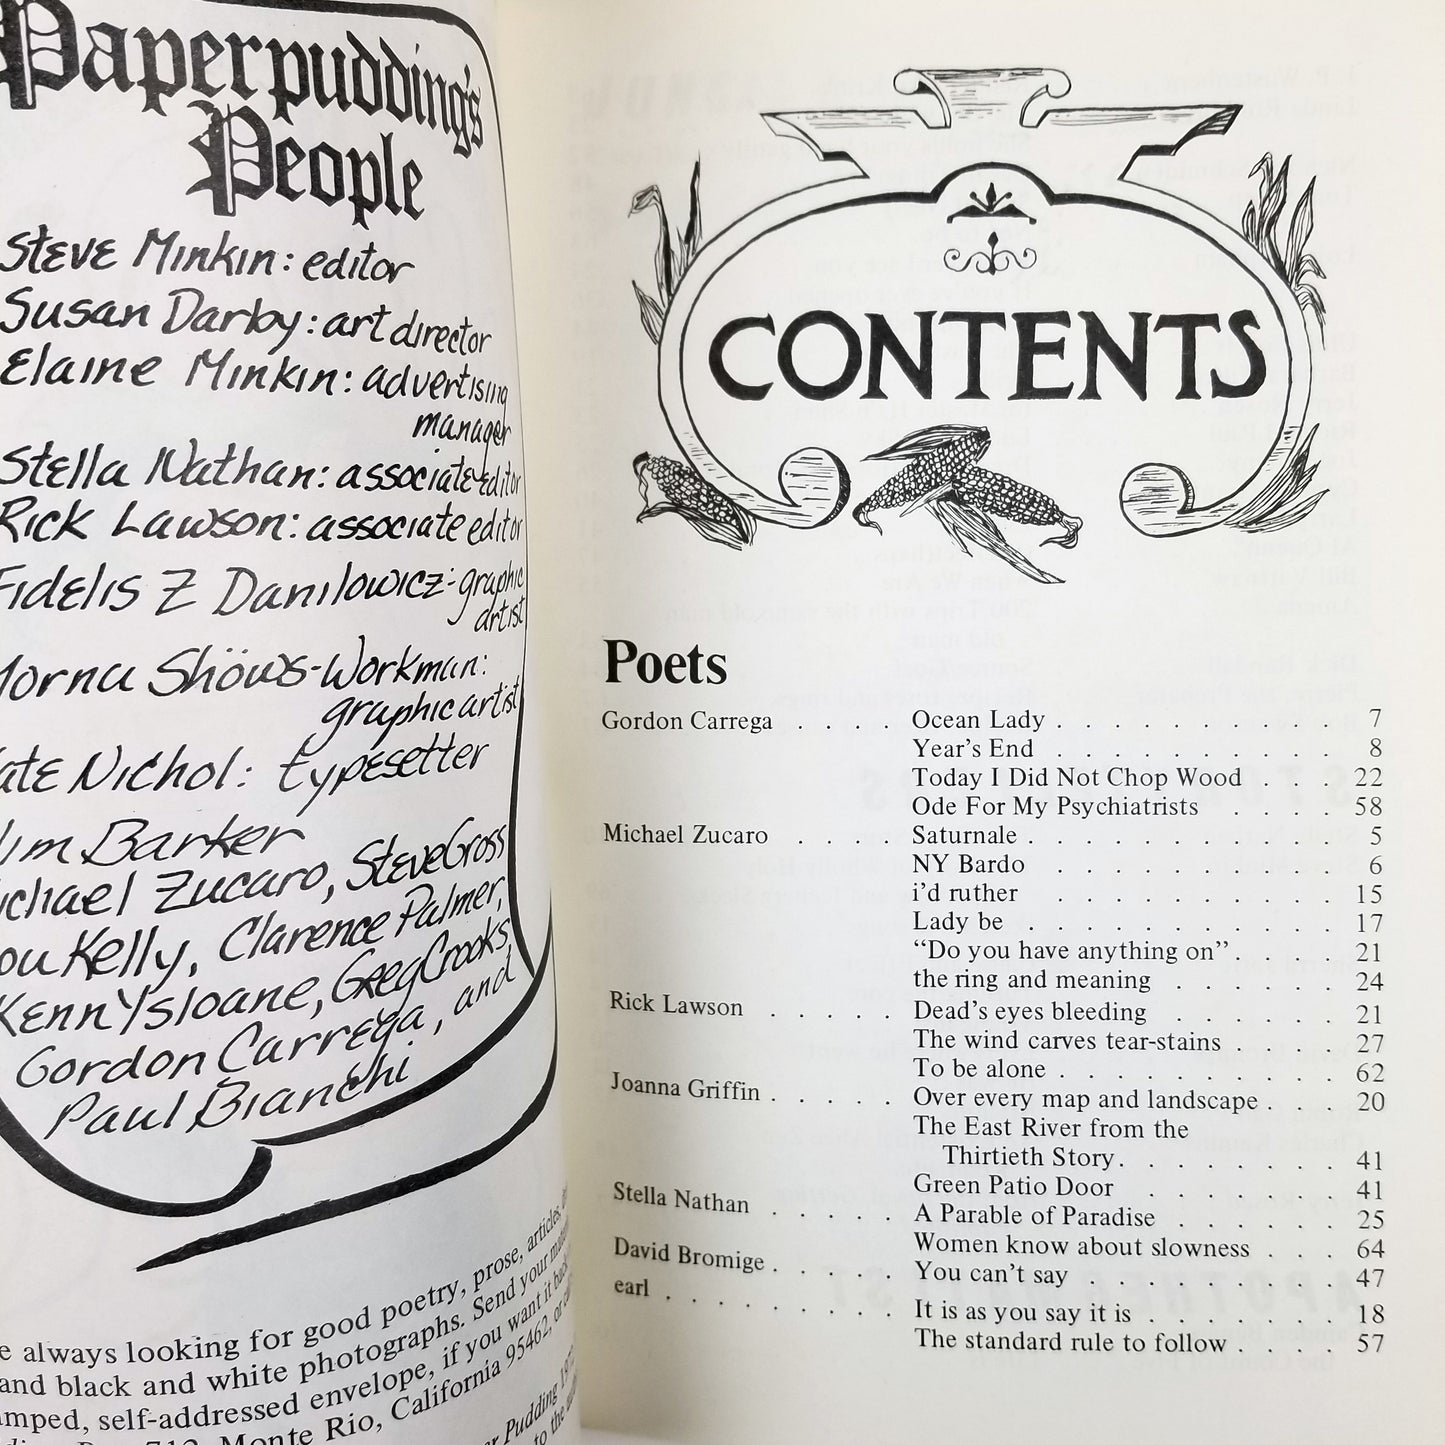 Paperpudding's
People
Steve Minkin: editor
Susan Darby: art director
Elaine Minkin: advertising
manager
Stella Nathan: associate editor
Rick Lawson: associate editor
Fidelis Z Danilowicz: graphic
artist
Shöws-Workman:
graphic artist
Nichol: typesetter
Barker
Zucaro, Steve Gross
Kelly, Clarence Palmer,
Kenny Sloane, Greg Crooks,
Gordon Carrega, and
Paul Bianchi
always looking for good poetry, prose, articles,
and black and white photographs. Send your
self-addressed envelope, if you want it back
712, Monte Rio, California 95462, or
Pudding
to the
CONTENTS
Poets
Gordon Carrega . . . . Ocean Lady . . . . . . . . . . 7
Year's End . . . . . . . . . . 8
Today I Did Not Chop Wood . . . 22
Ode For My Psychiatrists . . . . 58
Michael Zucaro . . . . Saturnale . . . . . . . . . . . 5
NY Bardo . . . . . . . . . . 6
i'd ruther . . . . . . . . . . 15
Lady be . . . . . . . . . . . 17
“Do you have anything on” . . . . 21
the ring and meaning . . . . . . 24
Rick Lawson . . . . . Dead's eyes bleeding . . . . . . 21
The wind carves tear-stains . . . . 27
To be alone . . . . . . . . . . 62
Joanna Griffin . . . . . Over every map and landscape . . . 20
The East River from the
Thirtieth Story. . . . . . . . 41
Green Patio Door . . . . . . . 41
Stella Nathan . . . . . A Parable of Paradise . . . . . . 25
Women know about slowness . . . 64
David Bromige . . . . . You can't say . . . . . . . . . 47
earl . . . . . . . . It is as you say it is . . . . . . . 18
The standard rule to follow . . . . 57